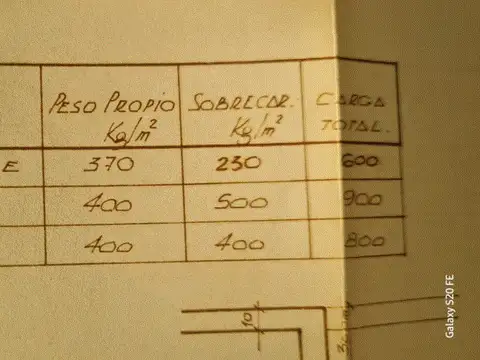 PESO PROPIO SOBRECAR. CARGA
Kg/m² Kg/m² TOTAL.
E 370 230 600
400 500 900
400 400 800
10
Galaxy S20 FE